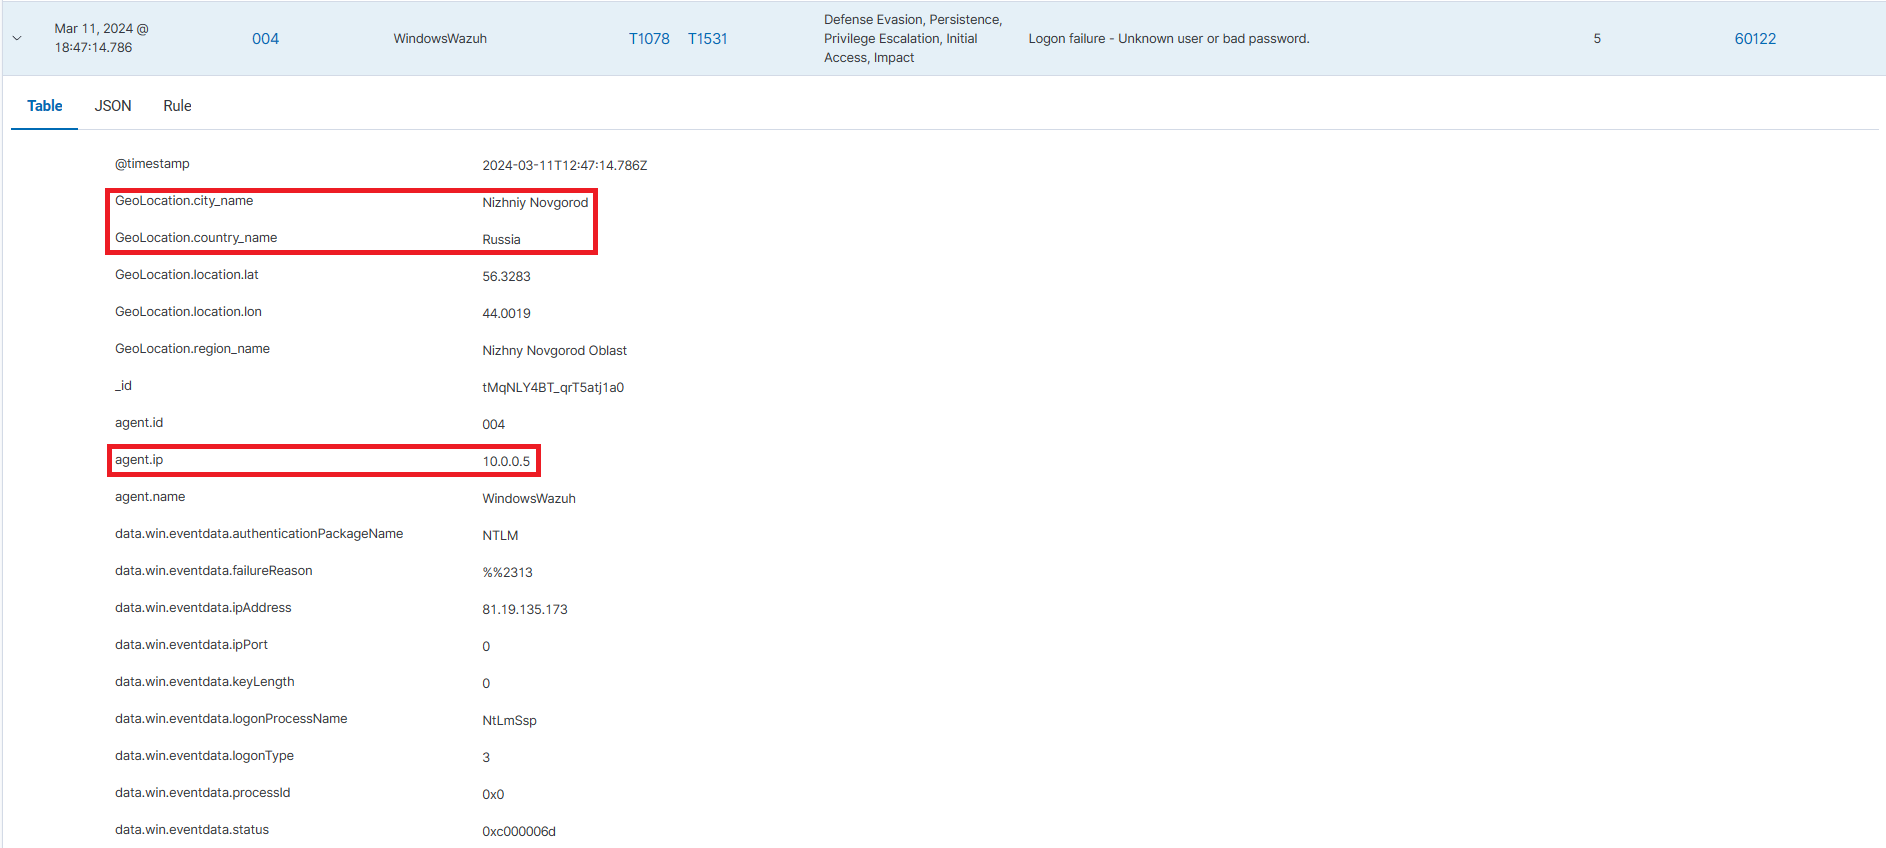 Mar 11, 2024 @
18:47:14.786
004
WindowsWazuh
T1078 T1531
Defense Evasion, Persistence,
Privilege Escalation, Initial
Access, Impact
Logon failure - Unknown user or bad password.
5
60122
Table JSON Rule
@timestamp 2024-03-11T12:47:14.786Z
GeoLocation.city_name Nizhniy Novgorod
GeoLocation.country_name Russia
GeoLocation.location.lat 56.3283
GeoLocation.location.lon 44.0019
GeoLocation.region_name Nizhny Novgorod Oblast
_id tMqNLY4BT_qrT5atj1a0
agent.id 004
agent.ip 10.0.0.5
agent.name WindowsWazuh
data.win.eventdata.authenticationPackageName NTLM
data.win.eventdata.failureReason %%2313
data.win.eventdata.ipAddress 81.19.135.173
data.win.eventdata.ipPort 0
data.win.eventdata.keyLength 0
data.win.eventdata.logonProcessName NtLmSsp
data.win.eventdata.logonType 3
data.win.eventdata.processId 0x0
data.win.eventdata.status 0xc000006d